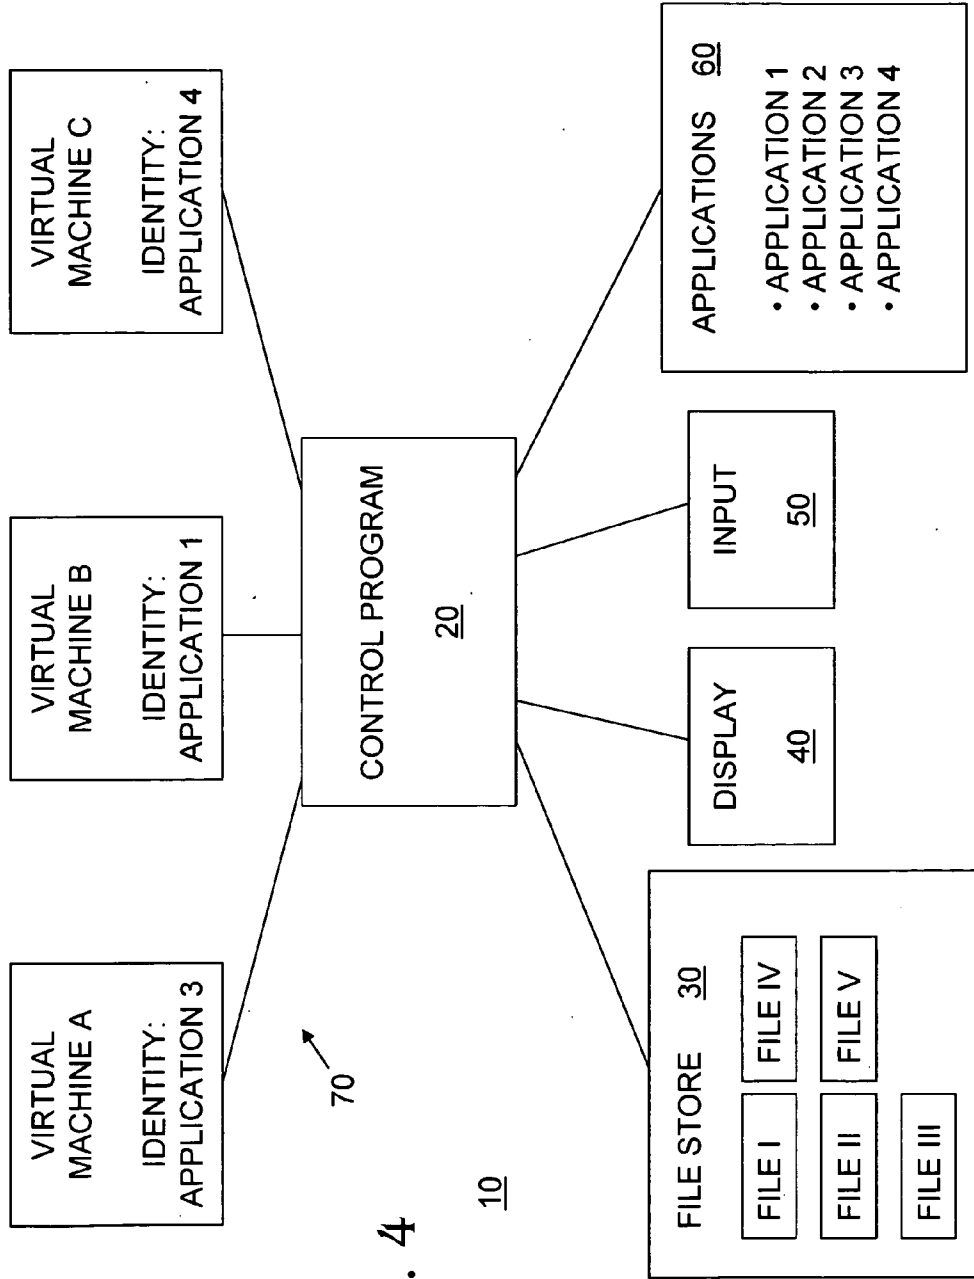 VIRTUAL
MACHINE A
IDENTITY:
APPLICATION 3
VIRTUAL
MACHINE B
IDENTITY:
APPLICATION 1
VIRTUAL
MACHINE C
IDENTITY:
APPLICATION 4
70
CONTROL PROGRAM
20
10
. 4
FILE STORE 30
FILE I
FILE IV
FILE II
FILE V
FILE III
DISPLAY
40
INPUT
50
APPLICATIONS 60
• APPLICATION 1
• APPLICATION 2
• APPLICATION 3
• APPLICATION 4